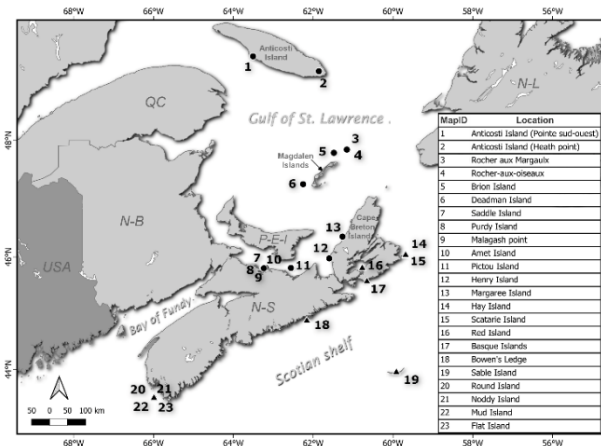 68°W 66°W 64°W 62°W 60°W 58°W 56°W
Anticosti
Island
1
2
N-L
QC
Gulf of St. Lawrence .
48°N
3
5 4
Magdalen
Islands
6
N-B
P-E-I
Cape
Breton
Island
13
14
46°N
USA
7 10
12
15
8
9
11
16
17
Bay of Fundy
N-S
18
Scotian shelf
44°N
19
20 21
22 23
50 0 50 100 km
68°W 66°W 64°W 62°W 60°W 58°W 56°W
MapID Location
1 Anticosti Island (Pointe sud-ouest)
2 Anticosti Island (Heath point)
3 Rocher aux Margaulx
4 Rocher-aux-oiseaux
5 Brion Island
6 Deadman Island
7 Saddle Island
8 Purdy Island
9 Malagash point
10 Amet Island
11 Pictou Island
12 Henry Island
13 Margaree Island
14 Hay Island
15 Scatarie Island
16 Red Island
17 Basque Islands
18 Bowen's Ledge
19 Sable Island
20 Round Island
21 Noddy Island
22 Mud Island
23 Flat Island